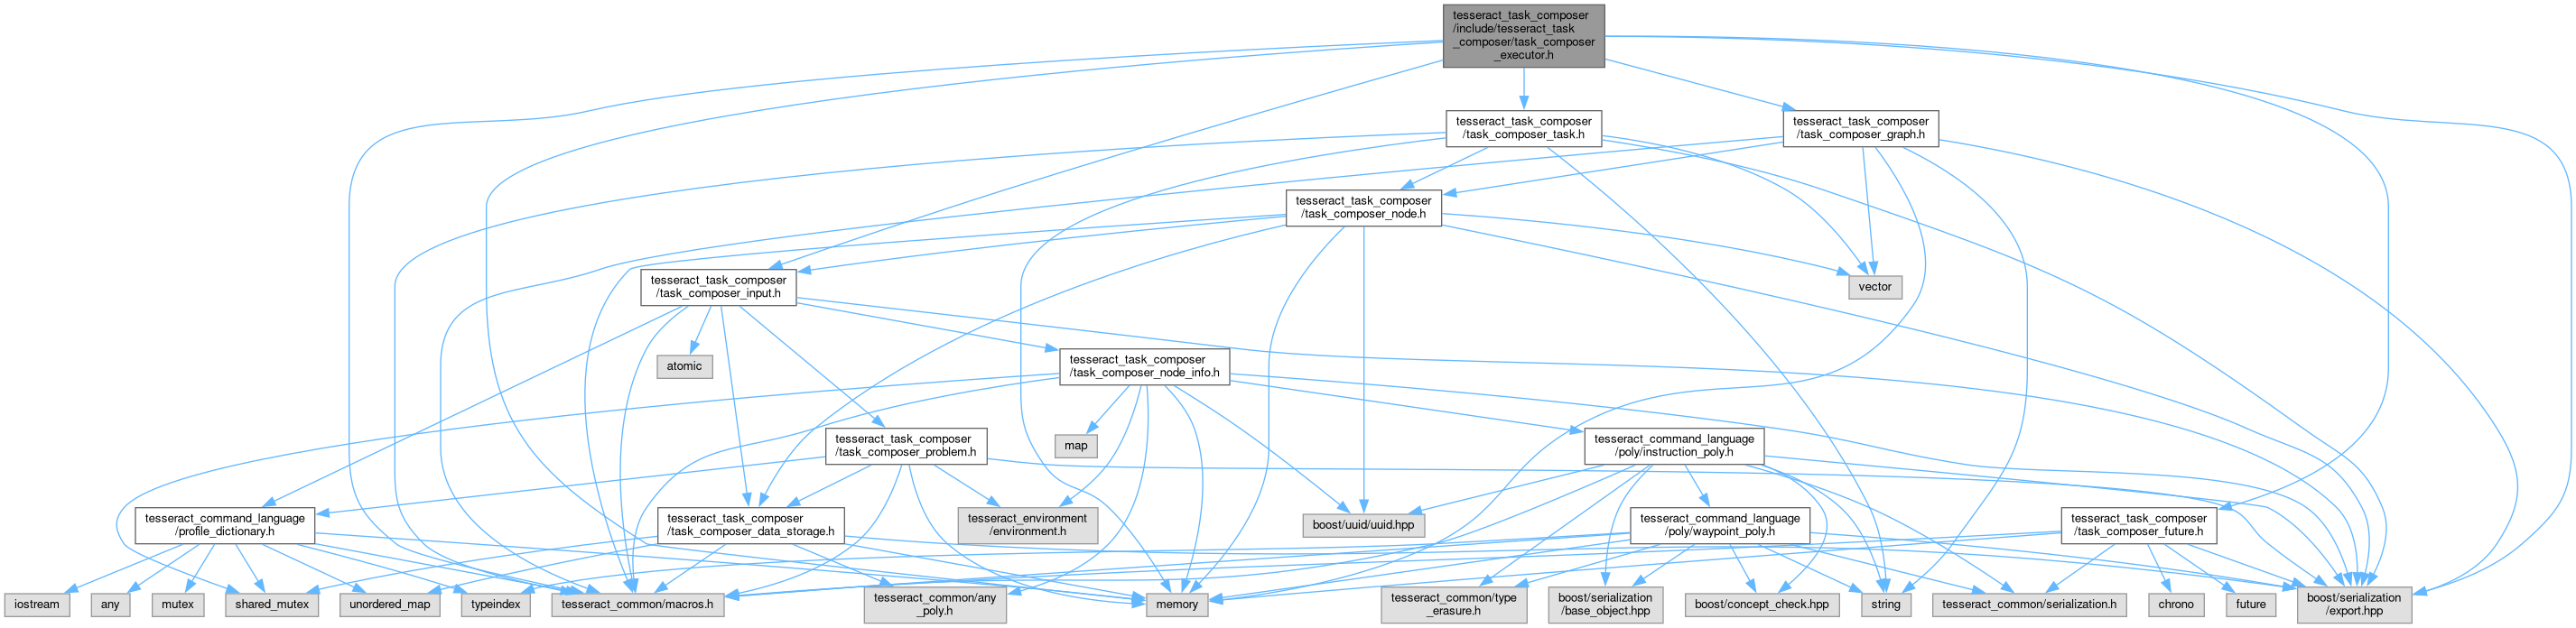 tesseract_task_composer
/include/tesseract_task
_composer/task_composer
_executor.h
tesseract_task_composer
/task_composer_task.h
tesseract_task_composer
/task_composer_graph.h
tesseract_task_composer
/task_composer_node.h
tesseract_task_composer
/task_composer_input.h
vector
atomic
tesseract_task_composer
/task_composer_node_info.h
tesseract_task_composer
/task_composer_problem.h
map
tesseract_command_language
/poly/instruction_poly.h
tesseract_command_language
/profile_dictionary.h
tesseract_task_composer
/task_composer_data_storage.h
tesseract_environment
/environment.h
boost/uuid/uuid.hpp
tesseract_command_language
/poly/waypoint_poly.h
tesseract_task_composer
/task_composer_future.h
iostream
any
mutex
shared_mutex
unordered_map
typeindex
tesseract_common/macros.h
tesseract_common/any
_poly.h
memory
tesseract_common/type
_erasure.h
boost/serialization
/base_object.hpp
boost/concept_check.hpp
string
tesseract_common/serialization.h
chrono
future
boost/serialization
/export.hpp